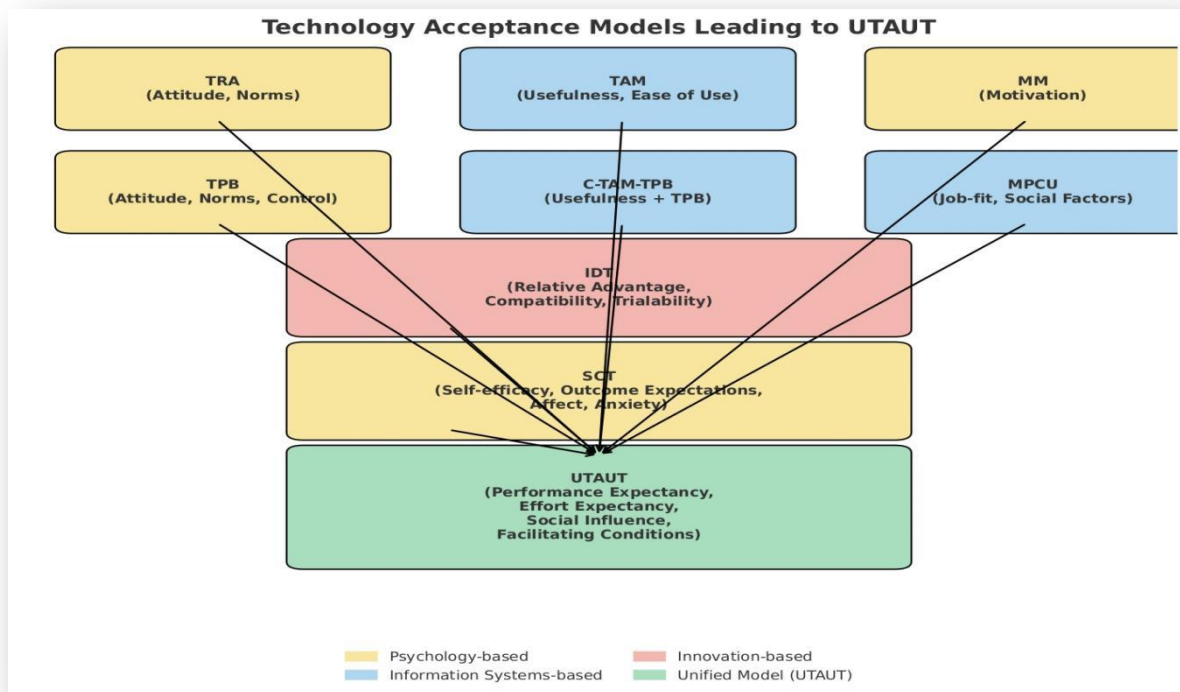 Technology Acceptance Models Leading to UTAUT
TRA
(Attitude, Norms)
TAM
(Usefulness, Ease of Use)
MM
(Motivation)
TPB
(Attitude, Norms, Control)
C-TAM-TPB
(Usefulness + TPB)
MPCU
(Job-fit, Social Factors)
IDT
(Relative Advantage,
Compatibility, Trialability)
SCT
(Self-efficacy, Outcome Expectations,
Affect, Anxiety)
UTAUT
(Performance Expectancy,
Effort Expectancy,
Social Influence,
Facilitating Conditions)
Psychology-based
Information Systems-based
Innovation-based
Unified Model (UTAUT)